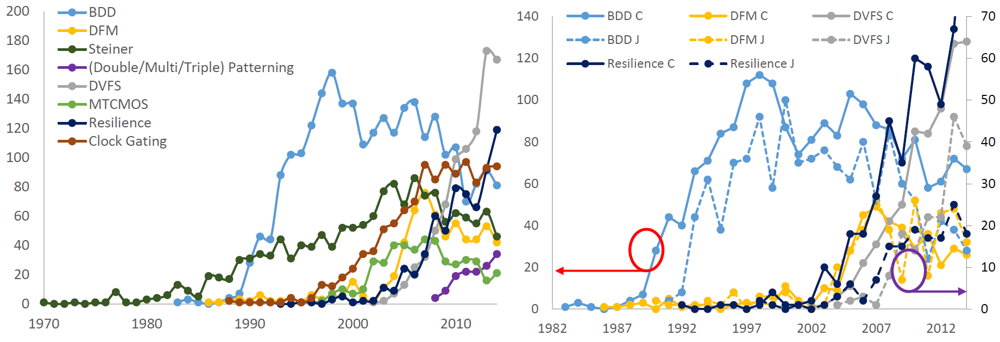 200
180
160
140
120
100
80
60
40
20
0
1970
1980
1990
2000
2010
BDD
DFM
Steiner
(Double/Multi/Triple) Patterning
DVFS
MTCMOS
Resilience
Clock Gating
BDD C
DFM C
DVFS C
BDD J
DFM J
DVFS J
Resilience C
Resilience J
140
120
100
80
60
40
20
0
70
60
50
40
30
20
10
0
1982
1987
1992
1997
2002
2007
2012